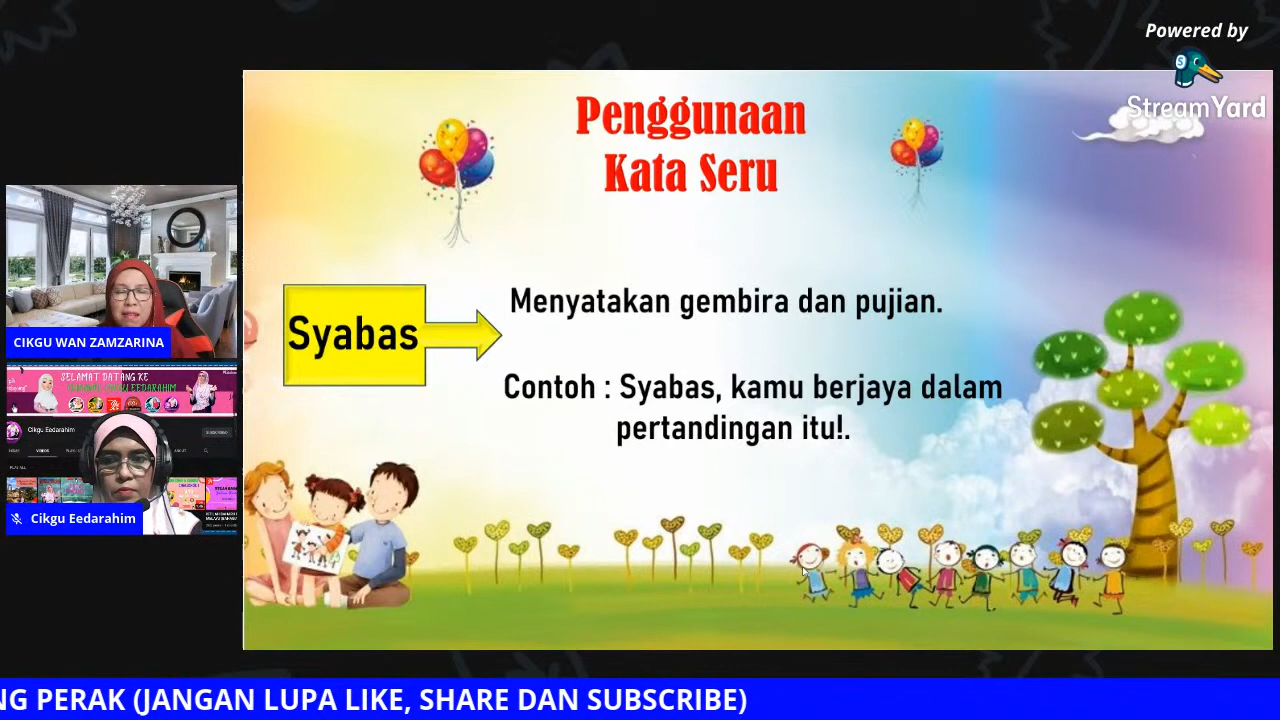 Powered by
StreamYard
Penggunaan
Kata Seru
Syabas
Menyatakan gembira dan pujian.
Contoh : Syabas, kamu berjaya dalam
pertandingan itu!.
CIKGU WAN ZAMZARINA
SELAMAT DATANG KE
Cikgu Eedarahim
VIDEOS
Cikgu Eedarahim
NG PERAK (JANGAN LUPA LIKE, SHARE DAN SUBSCRIBE)